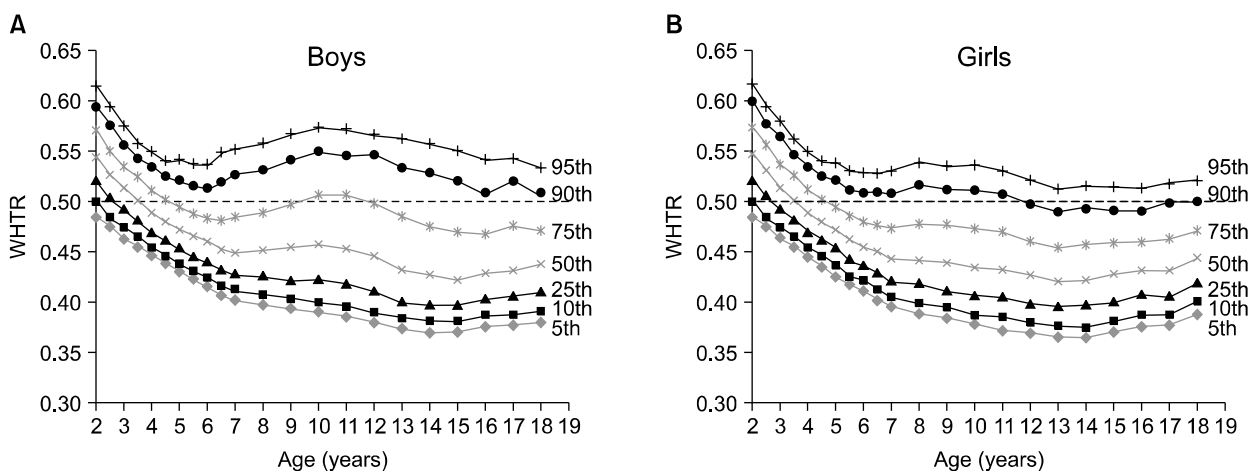 A
Boys
WHTR
0.65
0.60
0.55
0.50
0.45
0.40
0.35
0.30
95th
90th
75th
50th
25th
10th
5th
2 3 4 5 6 7 8 9 10 11 12 13 14 15 16 17 18 19
Age (years)
B
Girls
WHTR
0.65
0.60
0.55
0.50
0.45
0.40
0.35
0.30
95th
90th
75th
50th
25th
10th
5th
2 3 4 5 6 7 8 9 10 11 12 13 14 15 16 17 18 19
Age (years)